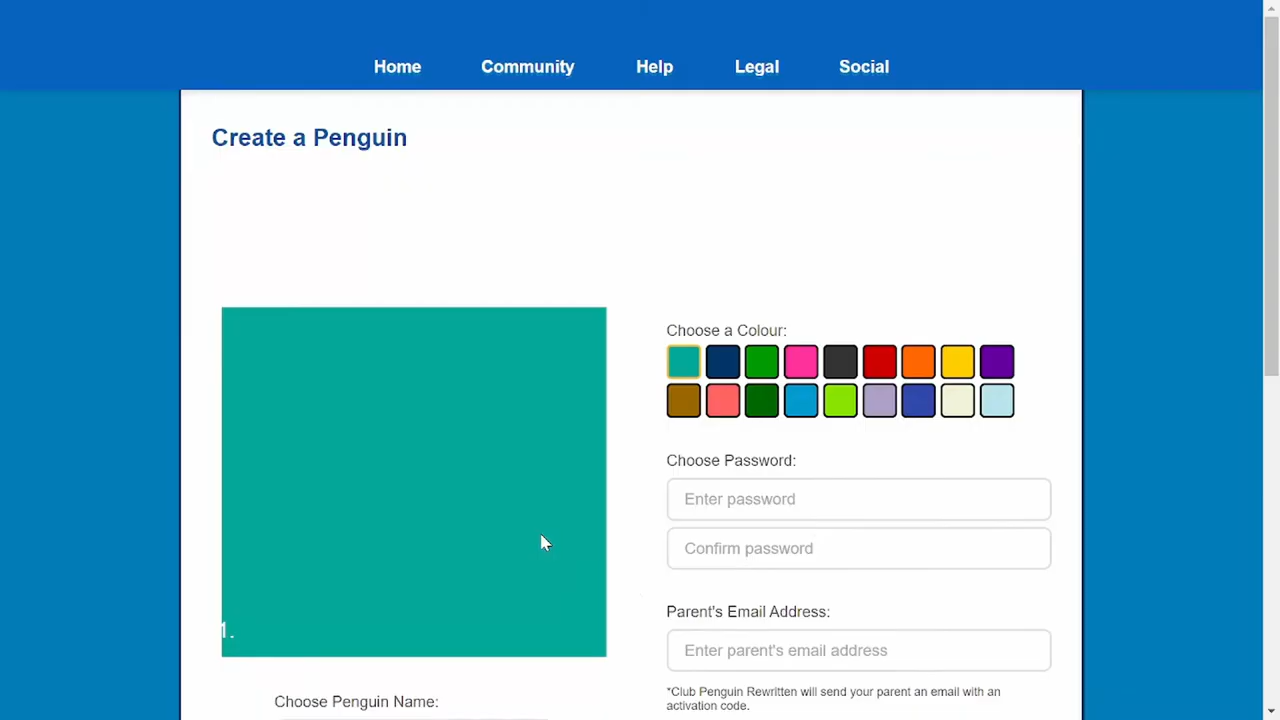 Home Community Help Legal Social
Create a Penguin
1.
Choose Penguin Name:
Choose a Colour:
Choose Password:
Enter password
Confirm password
Parent's Email Address:
Enter parent's email address
*Club Penguin Rewritten will send your parent an email with an
activation code.